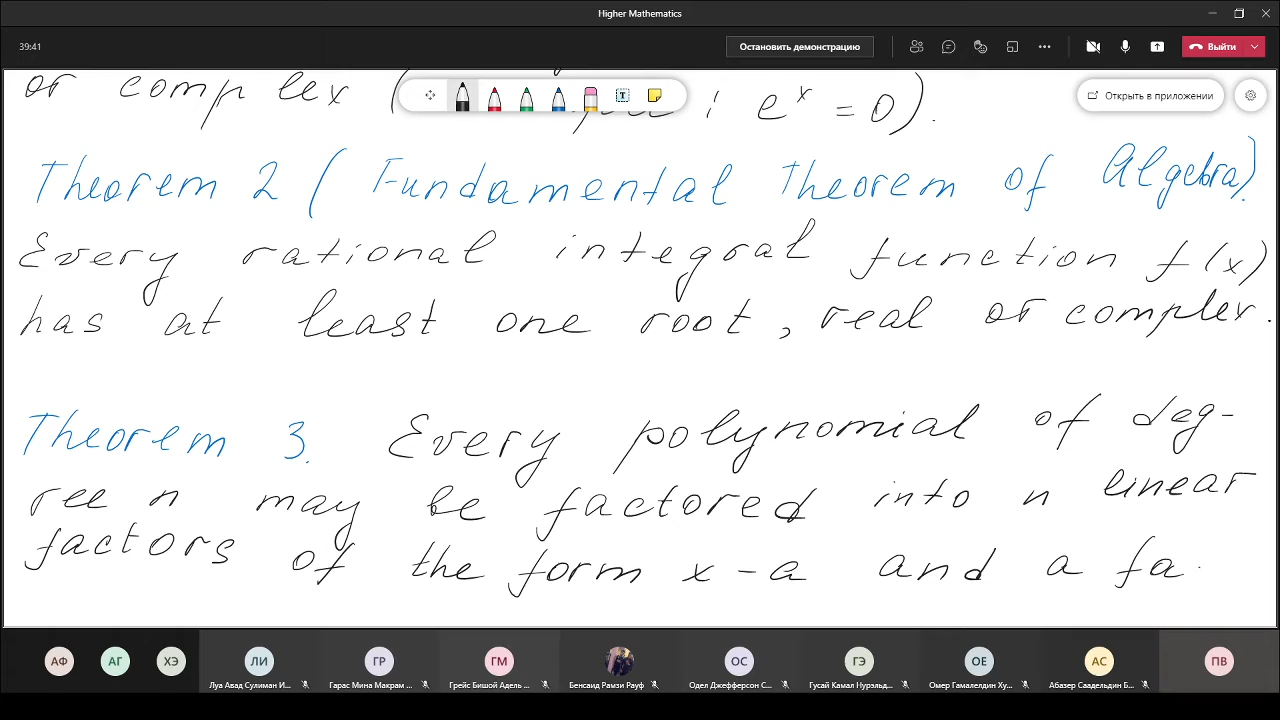 Higher Mathematics
39:41
Остановить демонстрацию
Выйти
or complex ( : e^x = 0).
Открыть в приложении
Theorem 2 ( Fundamental Theorem of Algebra).
Every rational integral function f(x)
has at least one root, real or complex.
Theorem 3. Every polynomial of deg-
ree n may be factored into n linear
factors of the form x - a and a fa
АФ АГ ХЭ ЛИ ГР ГМ ОС ГЭ ОЕ АС ПВ
Луа Авад Сулиман И... Гарас Мина Макрам ... Грейс Бишой Адель ... Бенсаид Рамзи Рауф Одел Джефферсон С... Гусай Камал Нурэльд... Омер Гамалелдин Ху... Абазер Саадельдин Б...